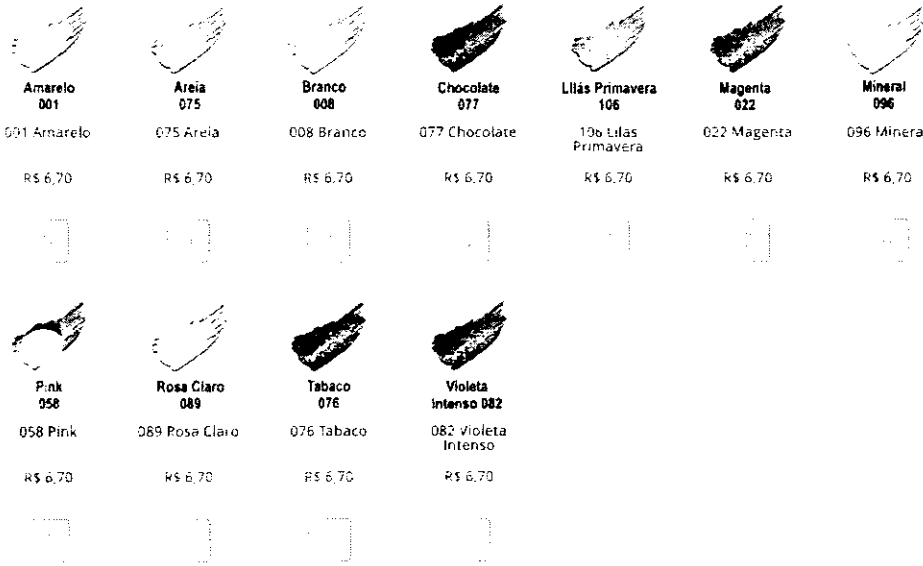 Amarelo
001
Areia
075
Branco
008
Chocolate
077
Lilás Primavera
106
Magenta
022
Mineral
096
001 Amarelo
075 Areia
008 Branco
077 Chocolate
106 Lilás
Primavera
022 Magenta
096 Minera
R$ 6,70
R$ 6,70
R$ 6,70
R$ 6,70
R$ 6,70
R$ 6,70
R$ 6,70
Pink
058
Rosa Claro
089
Tabaco
076
Violeta
Intenso 082
058 Pink
089 Rosa Claro
076 Tabaco
082 Violeta
Intenso
R$ 6,70
R$ 6,70
R$ 6,70
R$ 6,70